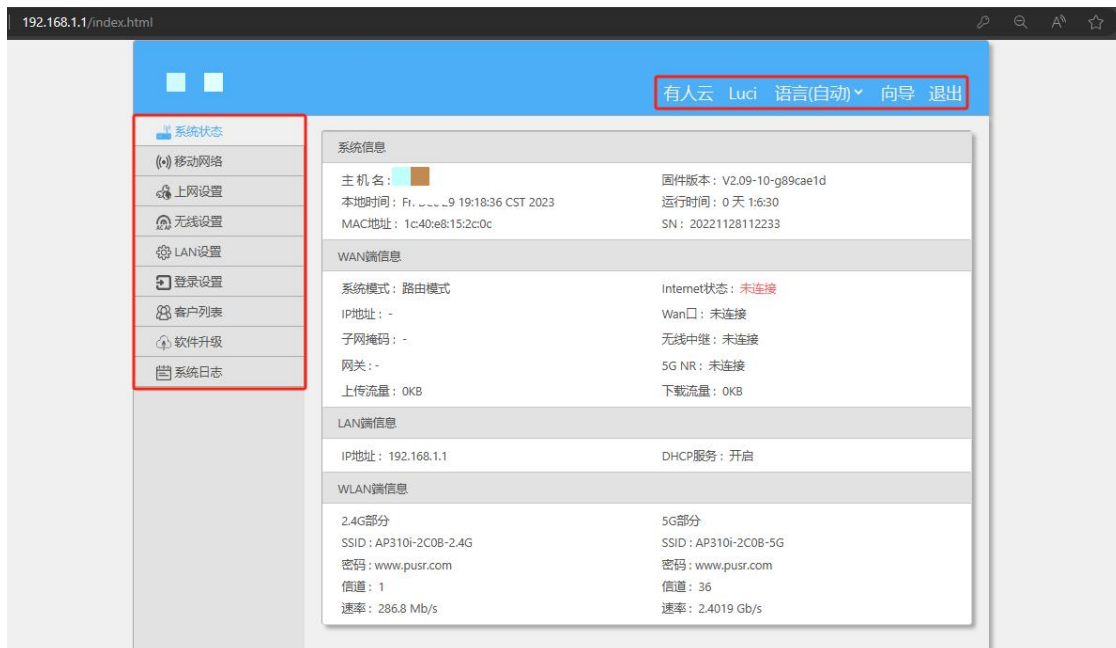 192.168.1.1/index.html
有人云 Luci 语言(自动) 向导 退出
系统状态
移动网络
上网设置
无线设置
LAN设置
登录设置
客户列表
软件升级
系统日志
系统信息
主机名: 固件版本: V2.09-10-g89cae1d
本地时间: 19:18:36 CST 2023 运行时间: 0 天 1:6:30
MAC地址: 1c:40:e8:15:2c:0c SN: 20221128112233
WAN端信息
系统模式: 路由模式 Internet状态: 未连接
IP地址: - Wan口: 未连接
子网掩码: - 无线中继: 未连接
网关: - 5G NR: 未连接
上传流量: 0KB 下载流量: 0KB
LAN端信息
IP地址: 192.168.1.1 DHCP服务: 开启
WLAN端信息
2.4G部分 5G部分
SSID : AP310i-2C0B-2.4G SSID : AP310i-2C0B-5G
密码 : www.pusr.com 密码 : www.pusr.com
信道: 1 信道: 36
速率: 286.8 Mb/s 速率: 2.4019 Gb/s